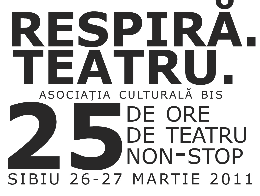 RESPIRĂ.
TEATRU.
ASOCIAȚIA CULTURALĂ BIS
25 DE ORE
DE TEATRU
NON-STOP
SIBIU 26-27 MARTIE 2011